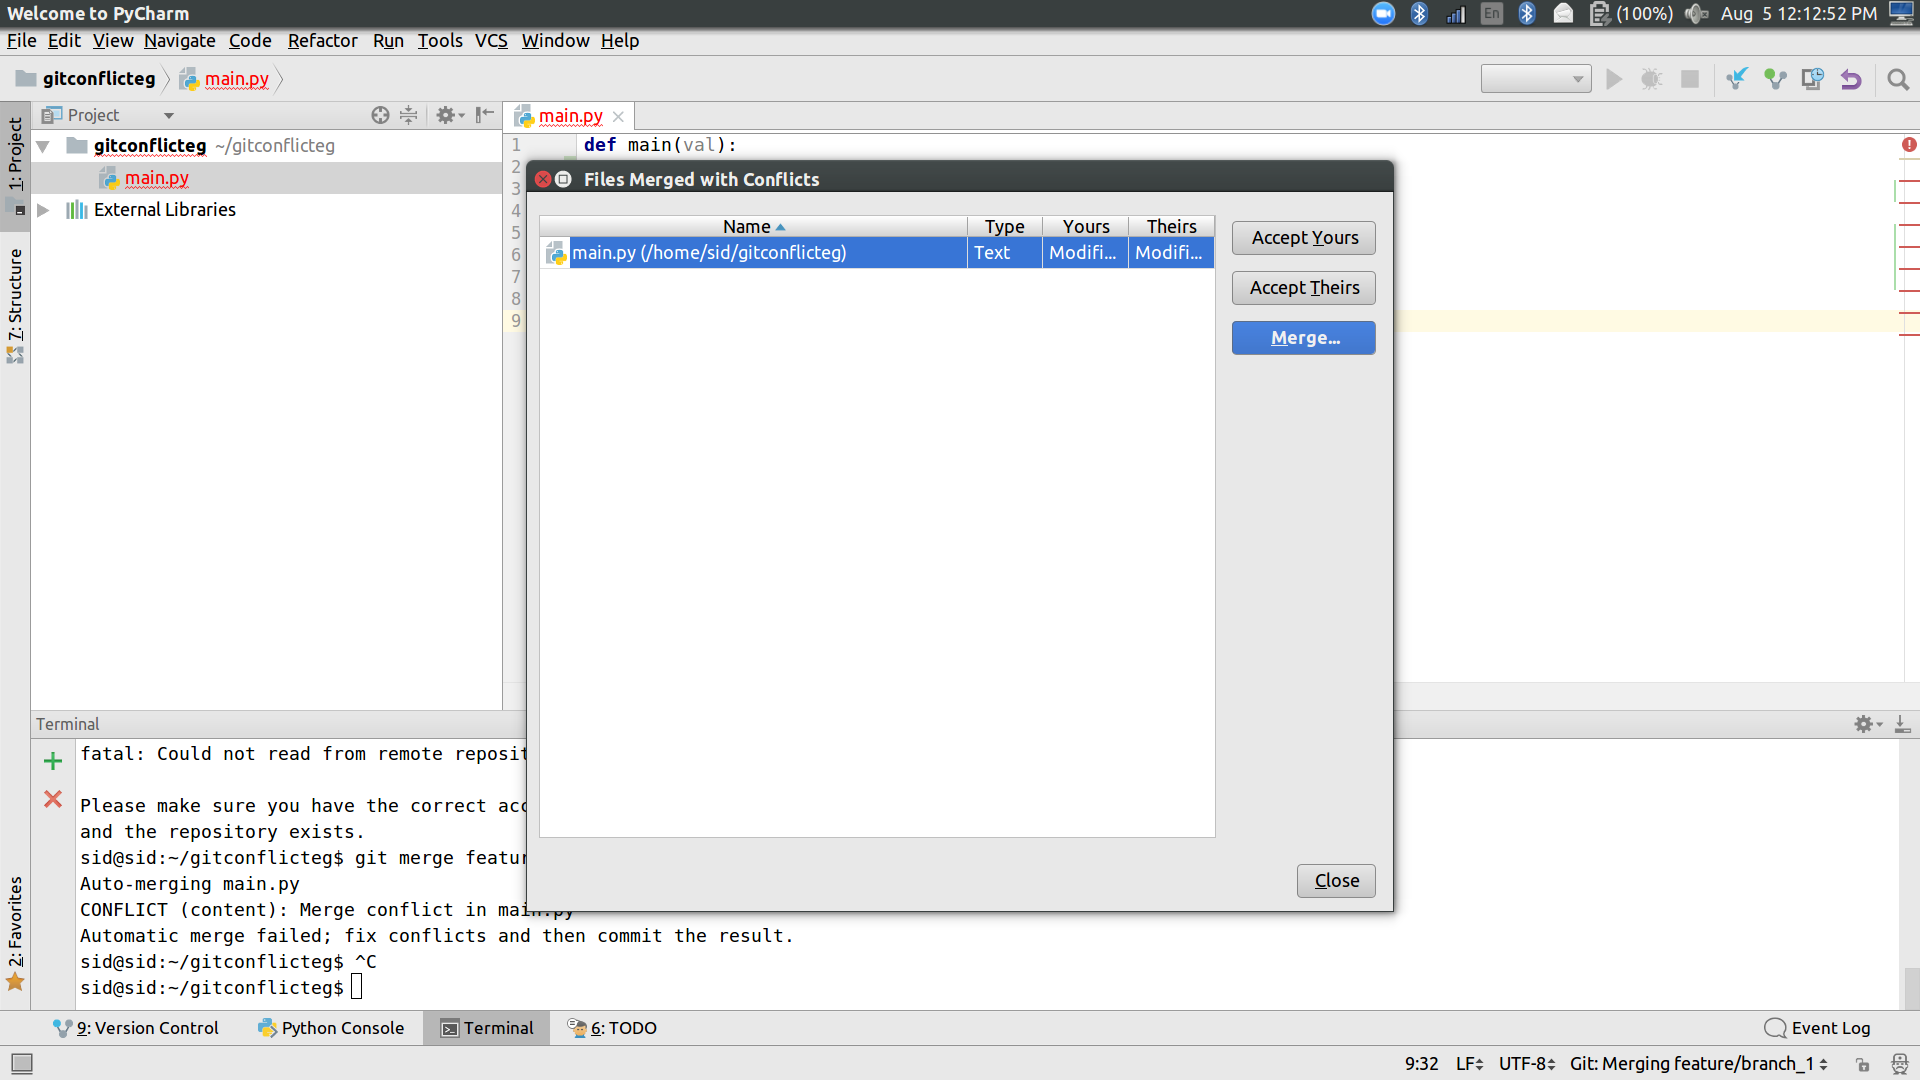 Welcome to PyCharm
En (100%) Aug 5 12:12:52 PM
File Edit View Navigate Code Refactor Run Tools VCS Window Help
gitconflicteg main.py
1: Project
7: Structure
2: Favorites
Project
gitconflicteg ~/gitconflicteg
main.py
External Libraries
main.py
1 def main(val):
2
3
4
5
6
7
8
9
Files Merged with Conflicts
Name Type Yours Theirs
main.py (/home/sid/gitconflicteg) Text Modifi... Modifi...
Accept Yours
Accept Theirs
Merge...
Close
Terminal
fatal: Could not read from remote reposit
Please make sure you have the correct acc
and the repository exists.
sid@sid:~/gitconflicteg$ git merge featur
Auto-merging main.py
CONFLICT (content): Merge conflict in main.py
Automatic merge failed; fix conflicts and then commit the result.
sid@sid:~/gitconflicteg$ ^C
sid@sid:~/gitconflicteg$
9: Version Control Python Console Terminal 6: TODO Event Log
9:32 LF UTF-8 Git: Merging feature/branch_1